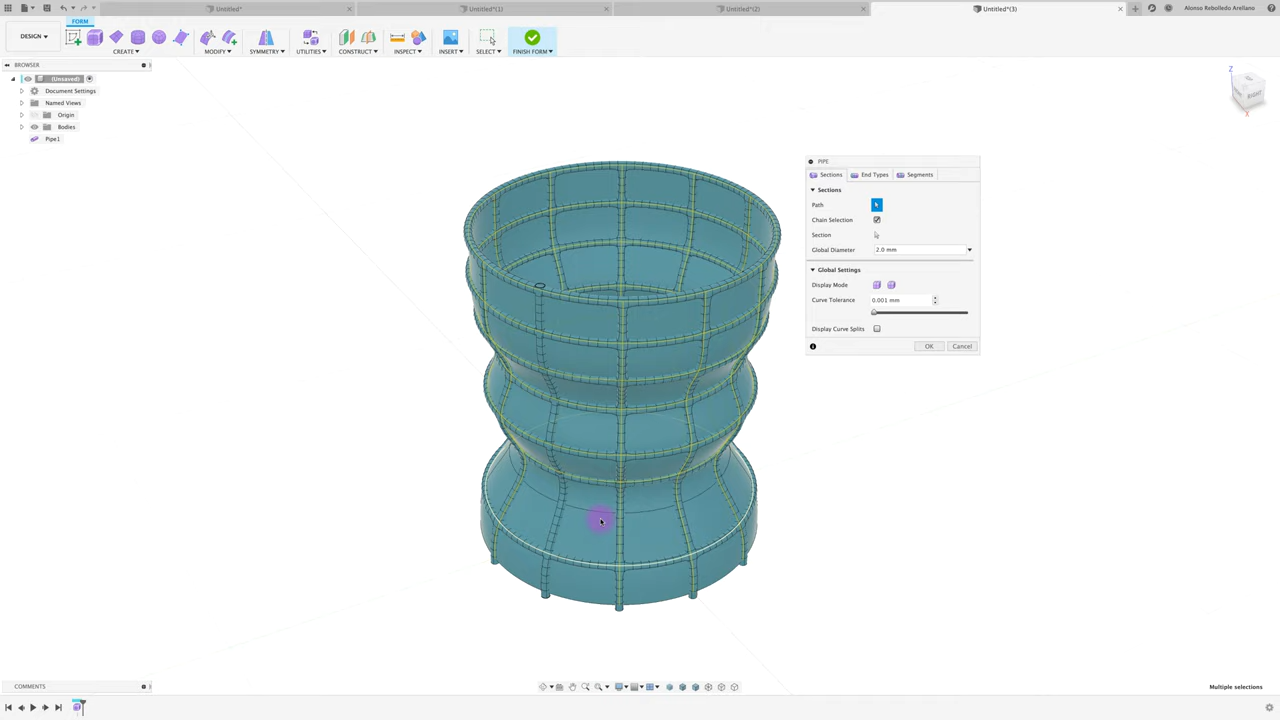 Untitled*
Untitled*(1)
Untitled*(2)
Untitled*(3)
Alonso Rebolledo Arellano
FORM
DESIGN
CREATE
MODIFY
SYMMETRY
UTILITIES
CONSTRUCT
INSPECT
INSERT
SELECT
FINISH FORM
BROWSER
(Unsaved)
Document Settings
Named Views
Origin
Bodies
Pipe1
Z
RIGHT
X
PIPE
Sections
End Types
Segments
Sections
Path
Chain Selection
Section
Global Diameter
2.0 mm
Global Settings
Display Mode
Curve Tolerance
0.001 mm
Display Curve Splits
OK
Cancel
COMMENTS
Multiple selections